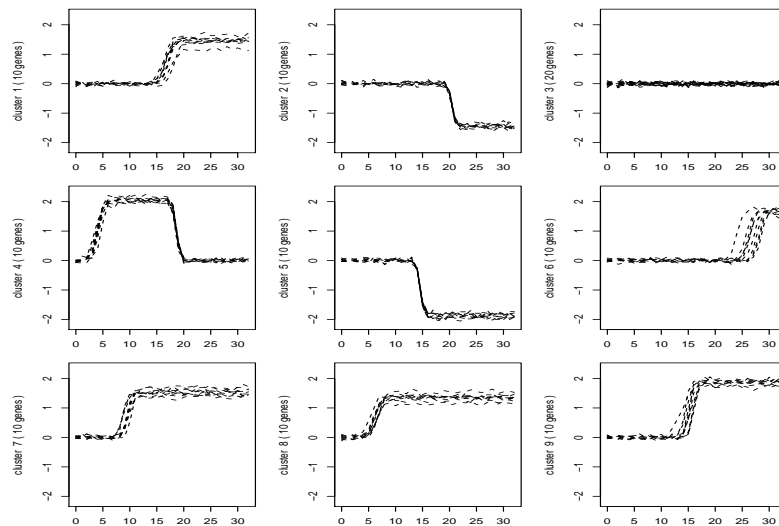 cluster 1 ( 10 genes )
2
1
0
-1
-2
0 5 10 15 20 25 30
cluster 2 ( 10 genes )
2
1
0
-1
-2
0 5 10 15 20 25 30
cluster 3 ( 20 genes )
2
1
0
-1
-2
0 5 10 15 20 25 30
cluster 4 ( 10 genes )
2
1
0
-1
-2
0 5 10 15 20 25 30
cluster 5 ( 10 genes )
2
1
0
-1
-2
0 5 10 15 20 25 30
cluster 6 ( 10 genes )
2
1
0
-1
-2
0 5 10 15 20 25 30
cluster 7 ( 10 genes )
2
1
0
-1
-2
0 5 10 15 20 25 30
cluster 8 ( 10 genes )
2
1
0
-1
-2
0 5 10 15 20 25 30
cluster 9 ( 10 genes )
2
1
0
-1
-2
0 5 10 15 20 25 30